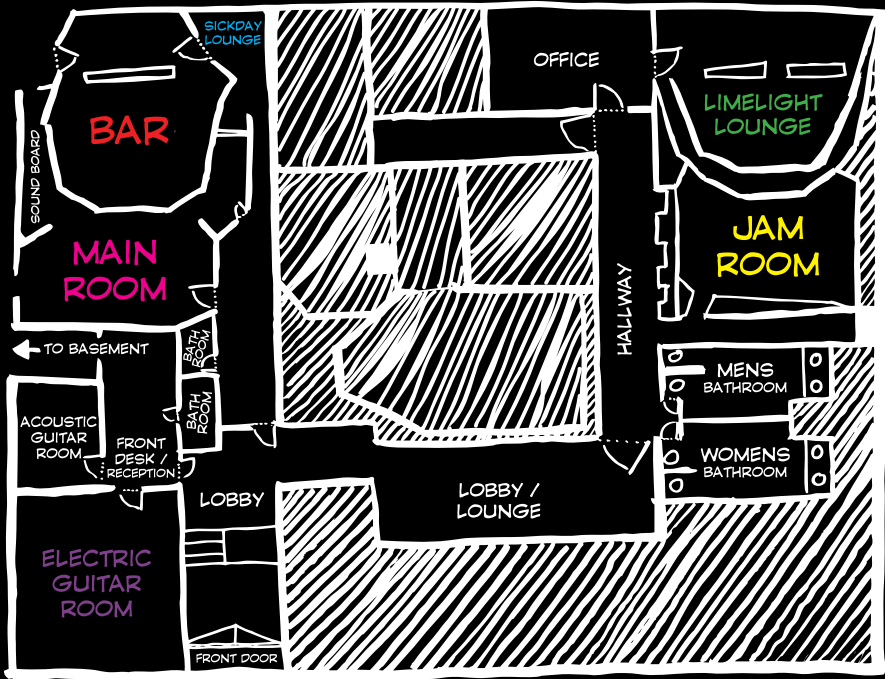 SICKDAY
LOUNGE
OFFICE
BAR
LIMELIGHT
LOUNGE
SOUND BOARD
MAIN
ROOM
JAM
ROOM
HALLWAY
TO BASEMENT
BATH
ROOM
MENS
BATHROOM
BATH
ROOM
ACOUSTIC
GUITAR
ROOM
FRONT
DESK /
RECEPTION
WOMENS
BATHROOM
LOBBY
LOBBY /
LOUNGE
ELECTRIC
GUITAR
ROOM
FRONT DOOR